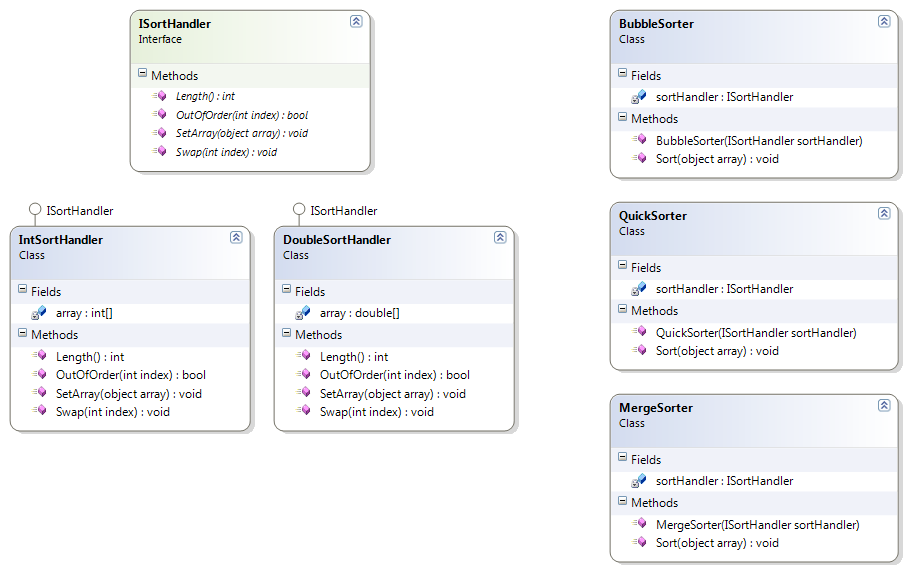 ISortHandler
Interface
Methods
Length() : int
OutOfOrder(int index) : bool
SetArray(object array) : void
Swap(int index) : void
ISortHandler
IntSortHandler
Class
Fields
array : int[]
Methods
Length() : int
OutOfOrder(int index) : bool
SetArray(object array) : void
Swap(int index) : void
ISortHandler
DoubleSortHandler
Class
Fields
array : double[]
Methods
Length() : int
OutOfOrder(int index) : bool
SetArray(object array) : void
Swap(int index) : void
BubbleSorter
Class
Fields
sortHandler : ISortHandler
Methods
BubbleSorter(ISortHandler sortHandler)
Sort(object array) : void
QuickSorter
Class
Fields
sortHandler : ISortHandler
Methods
QuickSorter(ISortHandler sortHandler)
Sort(object array) : void
MergeSorter
Class
Fields
sortHandler : ISortHandler
Methods
MergeSorter(ISortHandler sortHandler)
Sort(object array) : void